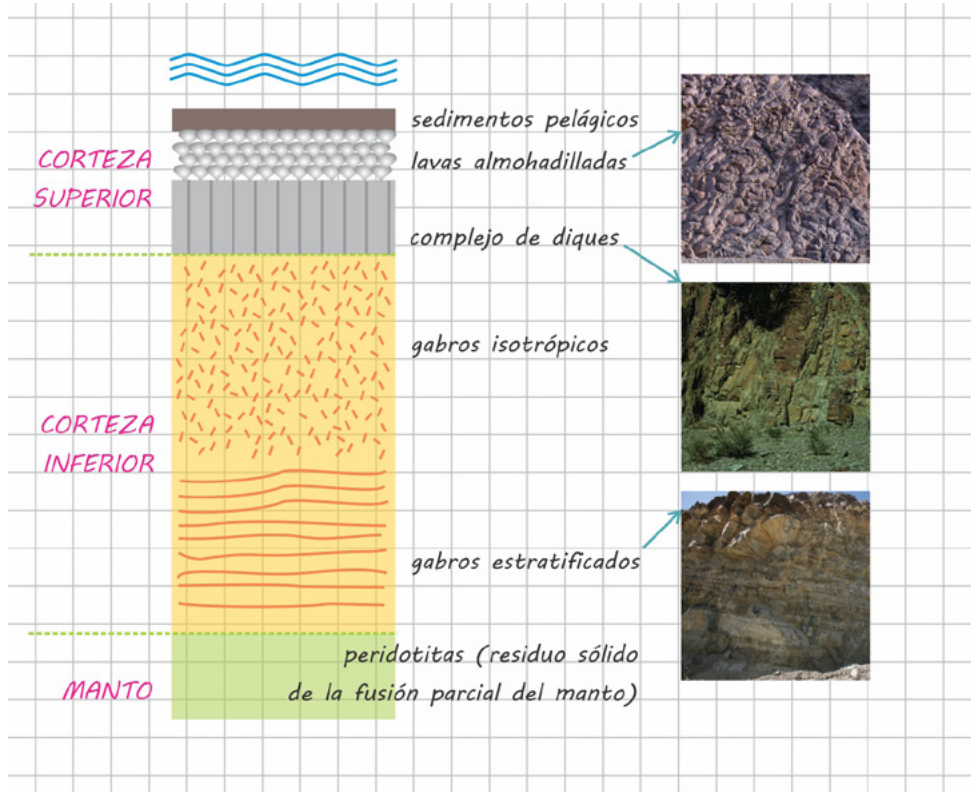 sedimentos pelágicos
CORTEZA
SUPERIOR
lavas almohadilladas
complejo de diques
gabros isotrópicos
CORTEZA
INFERIOR
gabros estratificados
peridotitas (residuo sólido
de la fusión parcial del manto)
MANTO